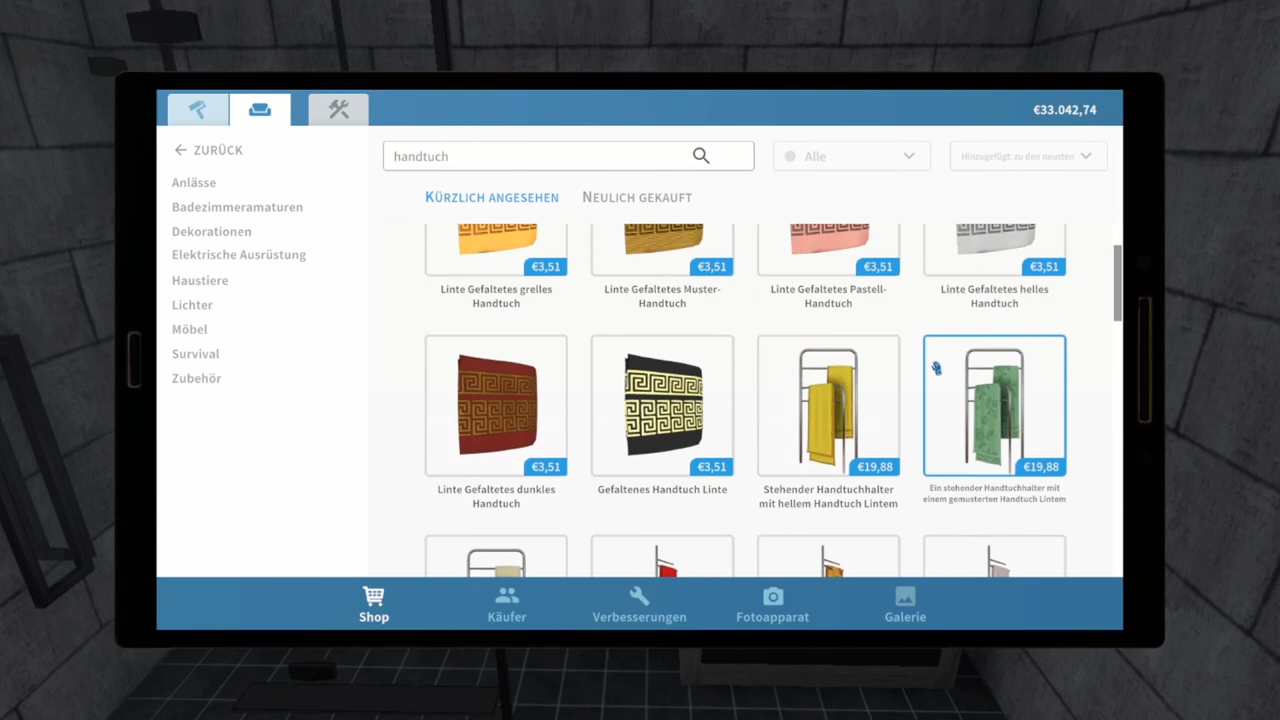 €33.042,74
ZURÜCK
handtuch
Alle
Hinzugefügt: zu den neusten
Anlässe
Badezimmeramaturen
Dekorationen
Elektrische Ausrüstung
Haustiere
Lichter
Möbel
Survival
Zubehör
KÜRZLICH ANGESEHEN
NEULICH GEKAUFT
€3,51
€3,51
€3,51
€3,51
Linte Gefaltetes grelles
Handtuch
Linte Gefaltetes Muster-
Handtuch
Linte Gefaltetes Pastell-
Handtuch
Linte Gefaltetes helles
Handtuch
€3,51
€3,51
€19,88
€19,88
Linte Gefaltetes dunkles
Handtuch
Gefaltenes Handtuch Linte
Stehender Handtuchhalter
mit hellem Handtuch Lintem
Ein stehender Handtuchhalter mit
einem gemusterten Handtuch Lintem
Shop
Käufer
Verbesserungen
Fotoapparat
Galerie